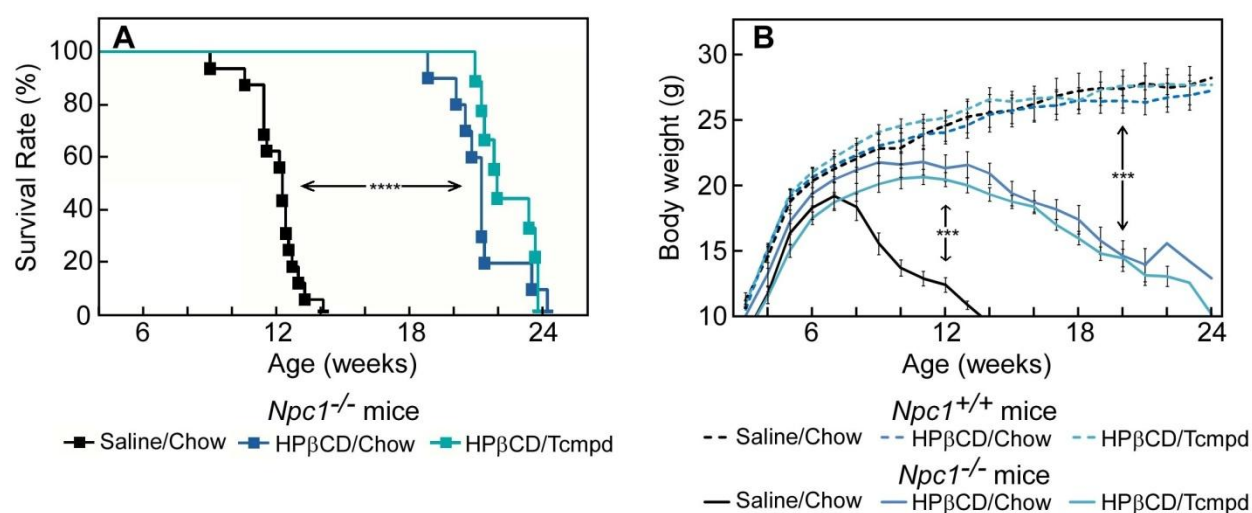 A
Survival Rate (%)
100
80
60
40
20
0
****
6 12 18 24
Age (weeks)
Npc1-/- mice
Saline/Chow HPβCD/Chow HPβCD/Tcmpd
B
Body weight (g)
30
25
20
15
10
***
***
6 12 18 24
Age (weeks)
Npc1+/+ mice
Saline/Chow HPβCD/Chow HPβCD/Tcmpd
Npc1-/- mice
Saline/Chow HPβCD/Chow HPβCD/Tcmpd